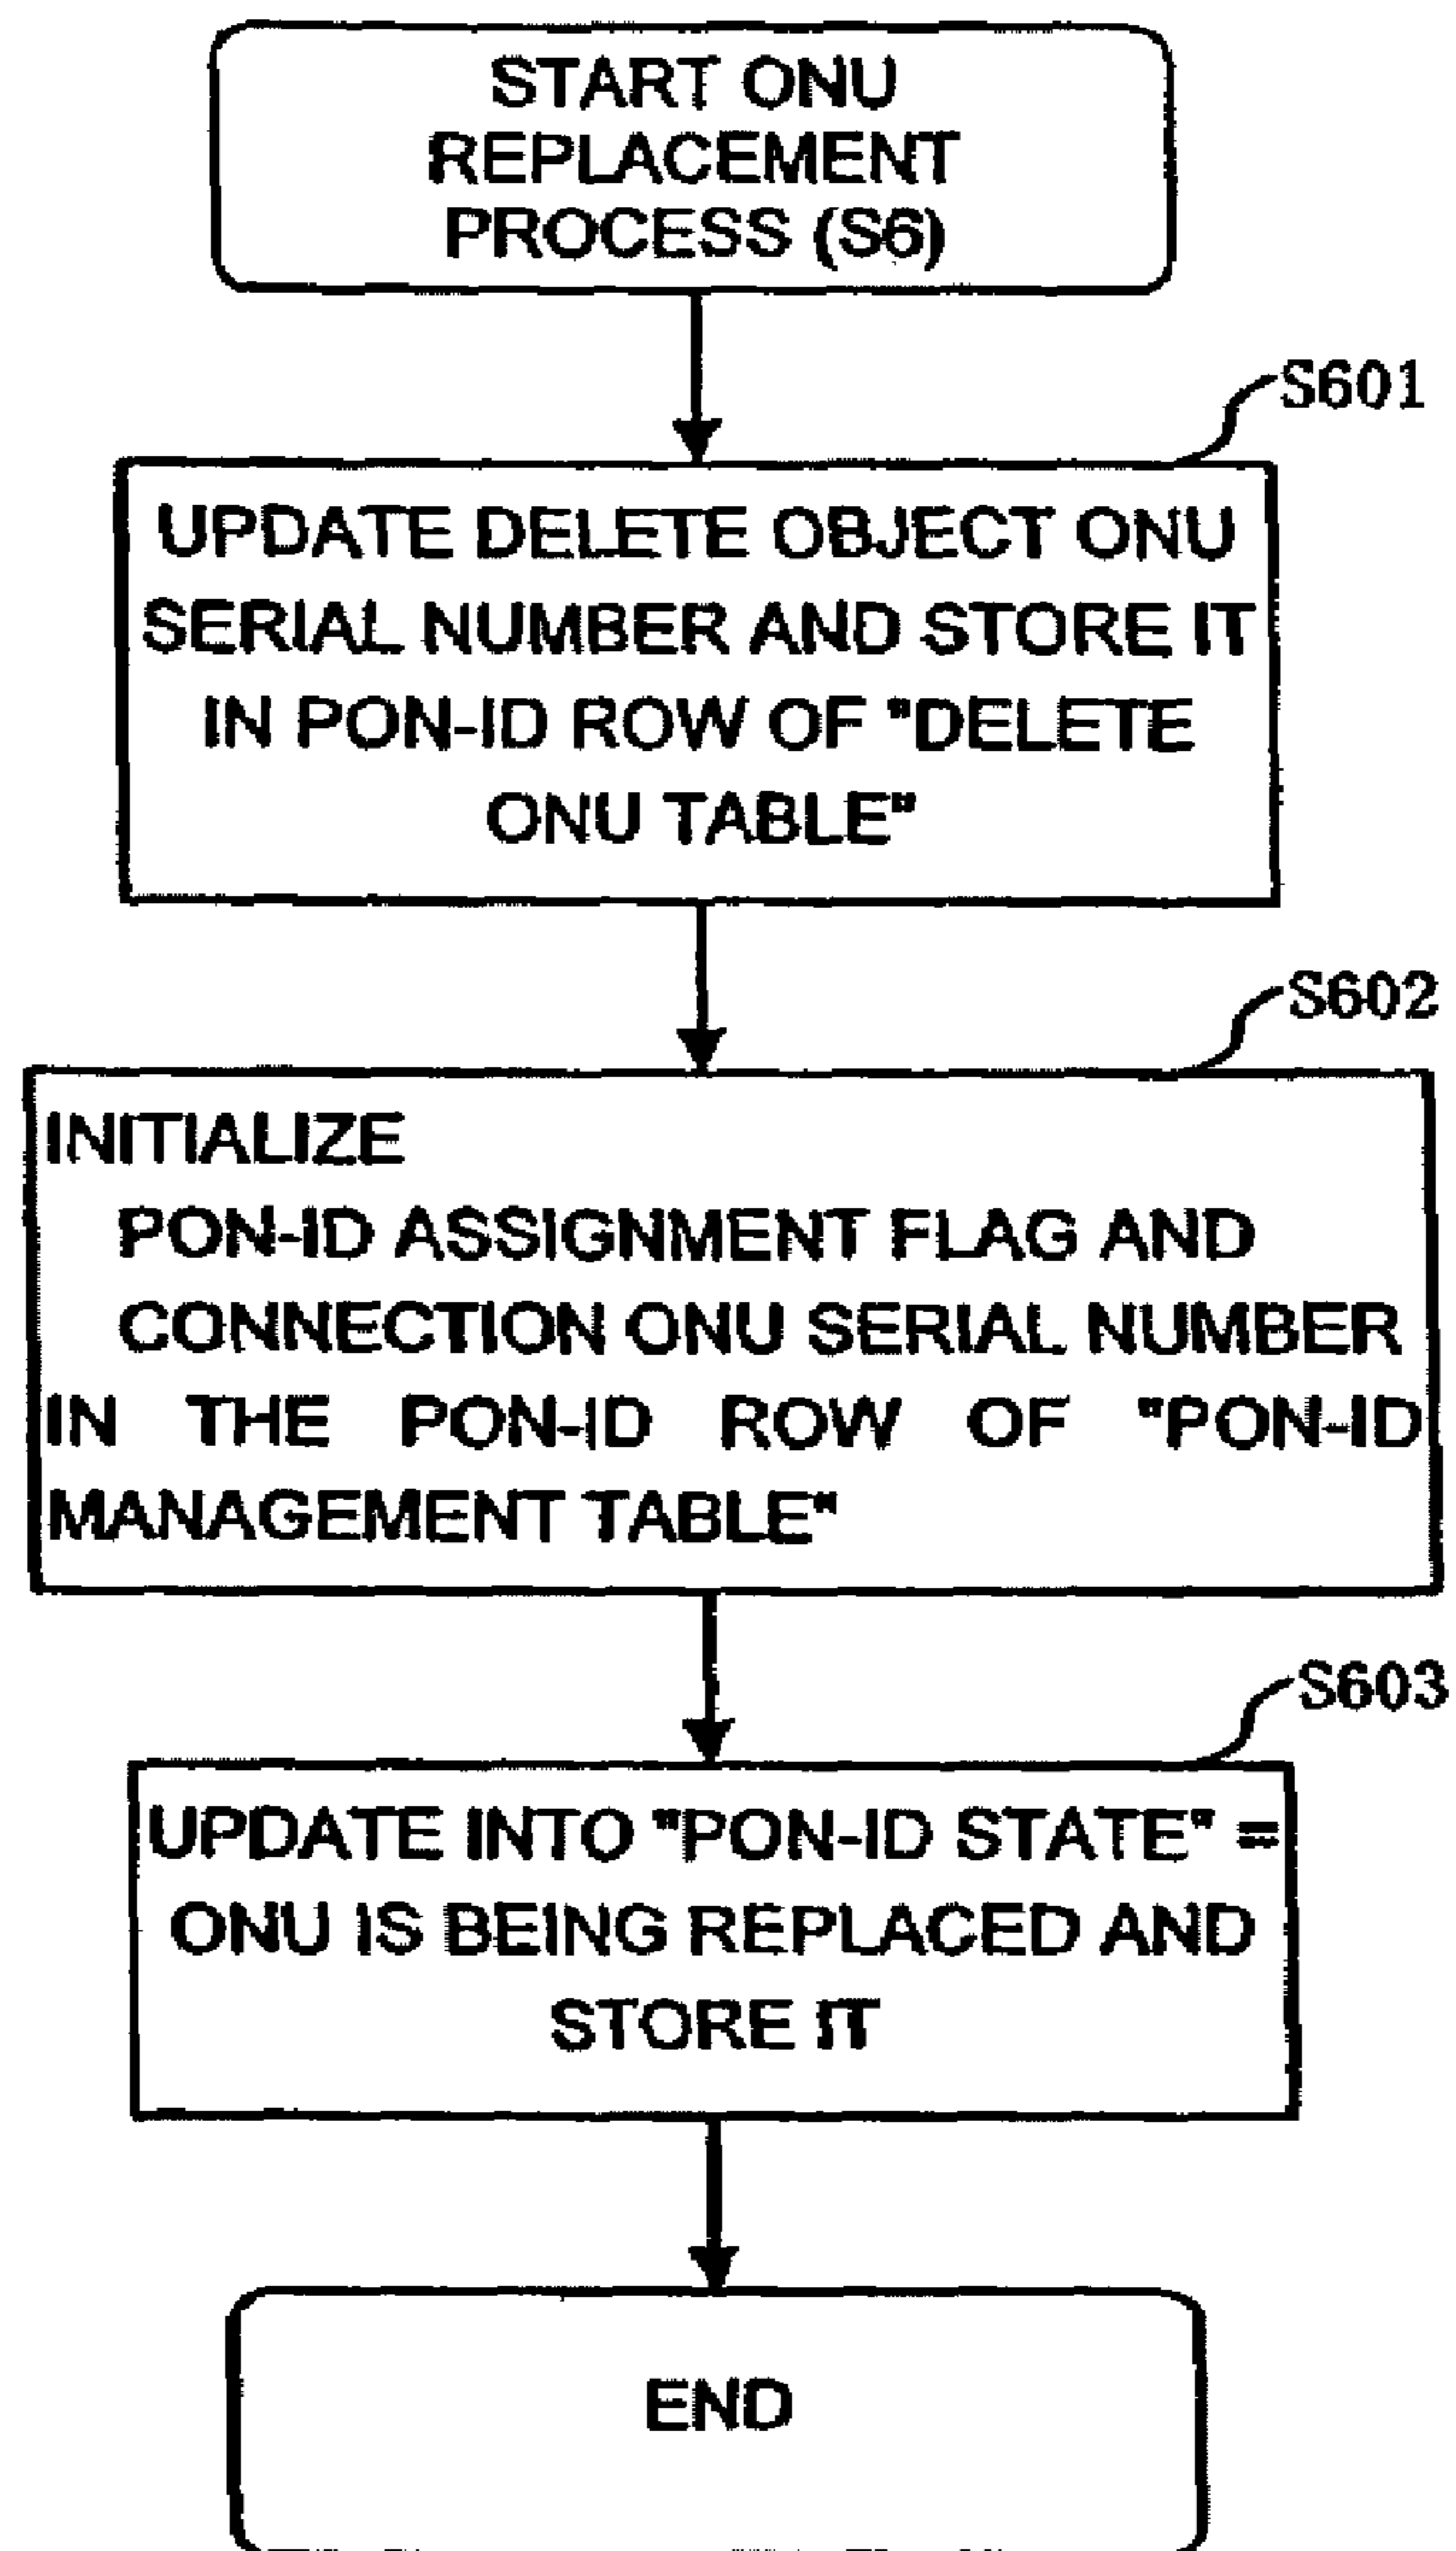 START ONU
REPLACEMENT
PROCESS (S6)
S601
UPDATE DELETE OBJECT ONU
SERIAL NUMBER AND STORE IT
IN PON-ID ROW OF "DELETE
ONU TABLE"
S602
INITIALIZE
PON-ID ASSIGNMENT FLAG AND
CONNECTION ONU SERIAL NUMBER
IN THE PON-ID ROW OF "PON-ID
MANAGEMENT TABLE"
S603
UPDATE INTO "PON-ID STATE" =
ONU IS BEING REPLACED AND
STORE IT
END